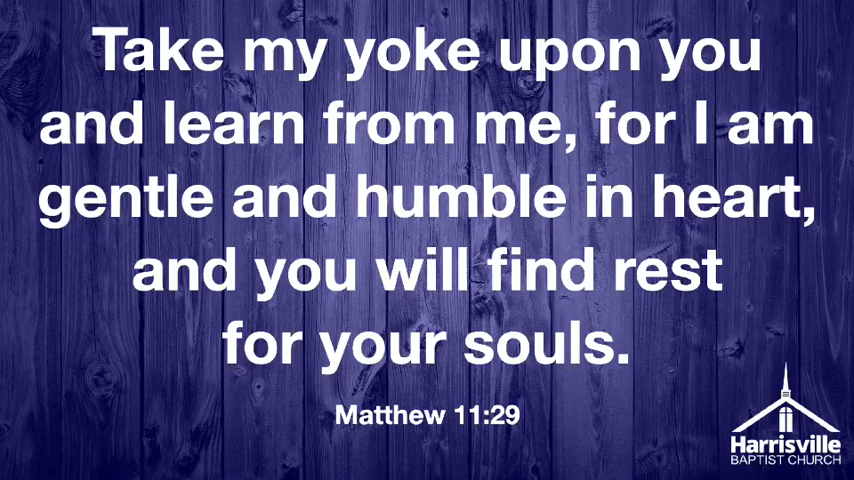 Take my yoke upon you
and learn from me, for I am
gentle and humble in heart,
and you will find rest
for your souls.
Matthew 11:29
Harrisville
BAPTIST CHURCH